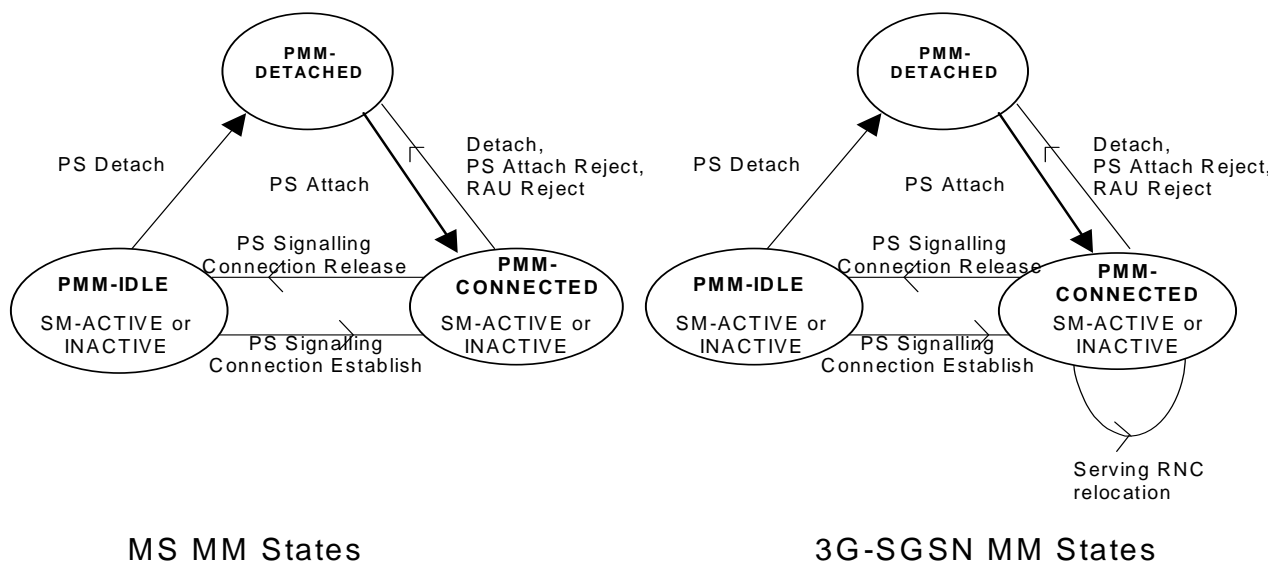 PMM-
DETACHED
PS Detach
PS Attach
Detach,
PS Attach Reject,
RAU Reject
PS Signalling
Connection Release
PMM-IDLE
SM-ACTIVE or
INACTIVE
PMM-
CONNECTED
SM-ACTIVE or
INACTIVE
PS Signalling
Connection Establish
MS MM States
PMM-
DETACHED
PS Detach
PS Attach
Detach,
PS Attach Reject,
RAU Reject
PS Signalling
Connection Release
PMM-IDLE
SM-ACTIVE or
INACTIVE
PMM-
CONNECTED
SM-ACTIVE or
INACTIVE
PS Signalling
Connection Establish
Serving RNC
relocation
3G-SGSN MM States